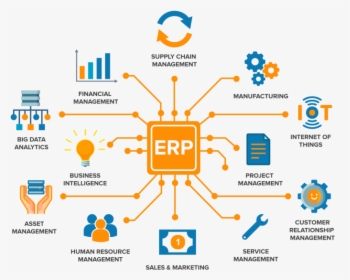 SUPPLY CHAIN
MANAGEMENT
FINANCIAL
MANAGEMENT
MANUFACTURING
BIG DATA
ANALYTICS
IoT
INTERNET OF
THINGS
ERP
BUSINESS
INTELLIGENCE
PROJECT
MANAGEMENT
ASSET
MANAGEMENT
CUSTOMER
RELATIONSHIP
MANAGEMENT
HUMAN RESOURCE
MANAGEMENT
1
SALES & MARKETING
SERVICE
MANAGEMENT